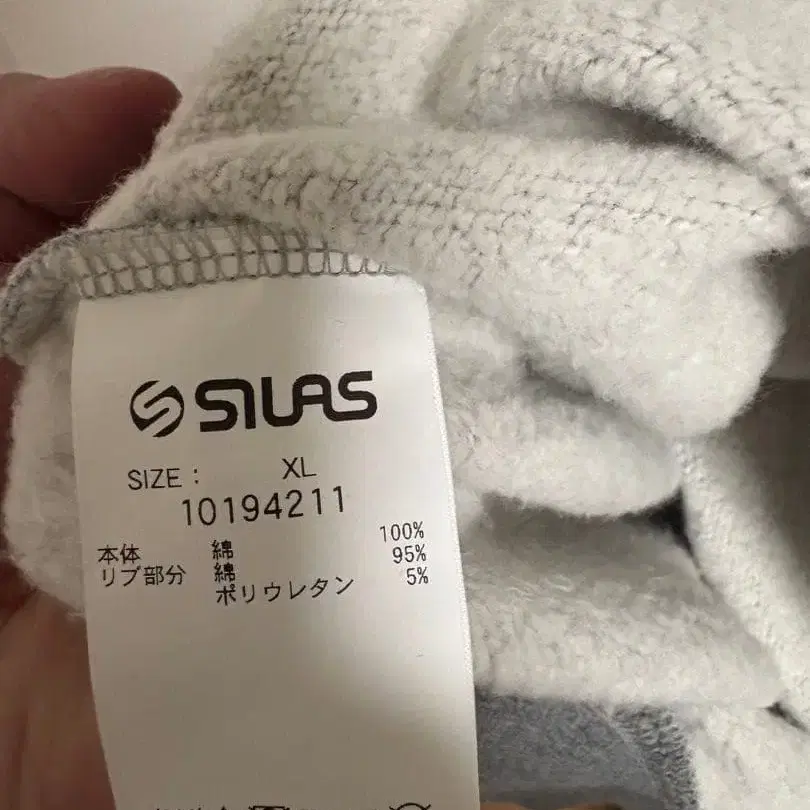 SILAS
SIZE : XL
10194211
本体 綿 100%
リブ部分 綿 95%
ポリウレタン 5%